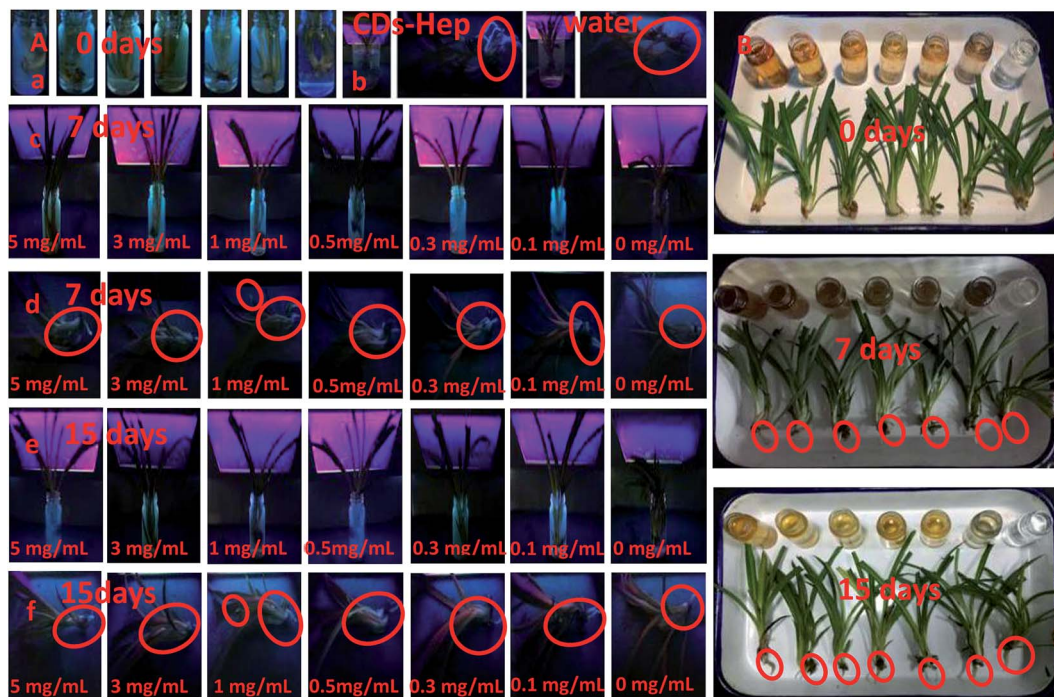 A
0 days
CDs-Hep
water
a
b
c
7 days
5 mg/mL
3 mg/mL
1 mg/mL
0.5mg/mL
0.3 mg/mL
0.1 mg/mL
0 mg/mL
d
7 days
5 mg/mL
3 mg/mL
1 mg/mL
0.5mg/mL
0.3 mg/mL
0.1 mg/mL
0 mg/mL
e
15 days
5 mg/mL
3 mg/mL
1 mg/mL
0.5mg/mL
0.3 mg/mL
0.1 mg/mL
0 mg/mL
f
15days
5 mg/mL
3 mg/mL
1 mg/mL
0.5mg/mL
0.3 mg/mL
0.1 mg/mL
0 mg/mL
B
0 days
7 days
15 days